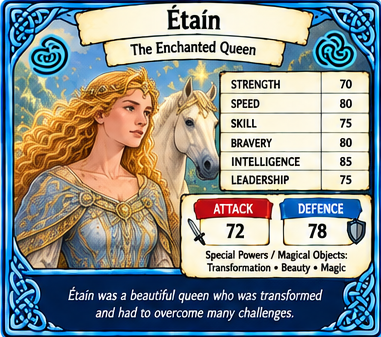 Étaín
The Enchanted Queen
STRENGTH 70
SPEED 80
SKILL 75
BRAVERY 80
INTELLIGENCE 85
LEADERSHIP 75
ATTACK DEFENCE
72 78
Special Powers / Magical Objects:
Transformation • Beauty • Magic
Étaín was a beautiful queen who was transformed
and had to overcome many challenges.